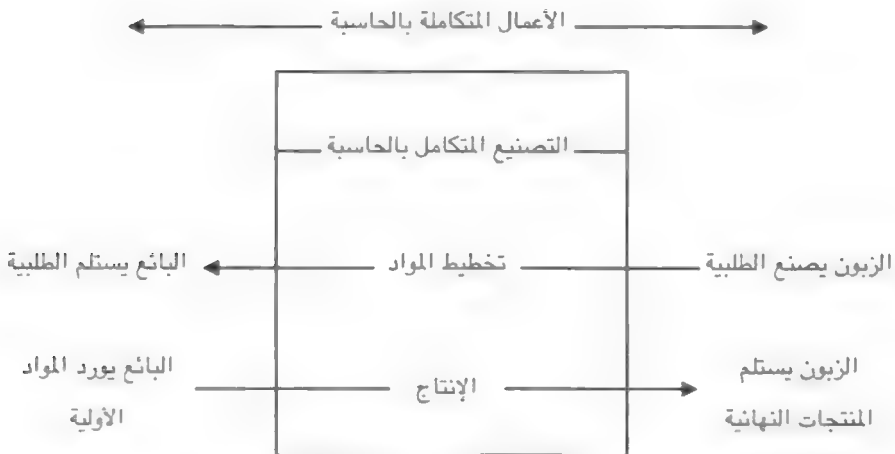 الأعمال المتكاملة بالحاسبة
التصنيع المتكامل بالحاسبة
الزبون يصنع الطلبية
تخطيط المواد
البائع يستلم الطلبية
الزبون يستلم
المنتجات النهائية
الإنتاج
البائع يورد المواد
الأولية